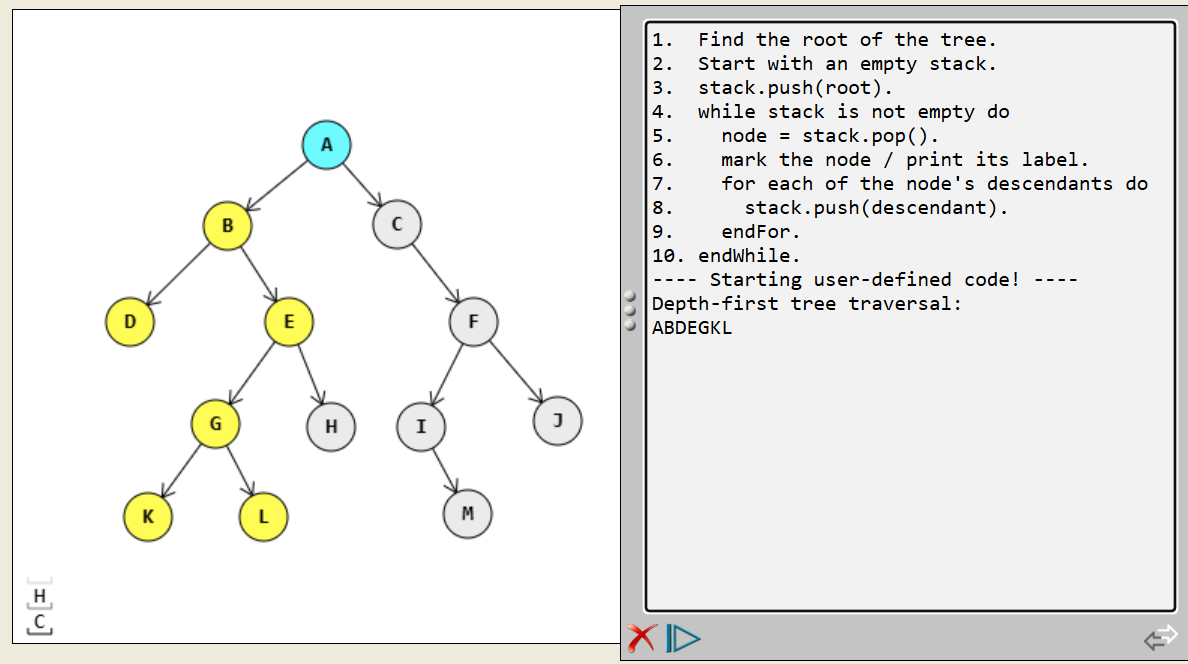 A
B
C
D
E
F
G
H
I
J
K
L
M
H
C
1. Find the root of the tree.
2. Start with an empty stack.
3. stack.push(root).
4. while stack is not empty do
5. node = stack.pop().
6. mark the node / print its label.
7. for each of the node's descendants do
8. stack.push(descendant).
9. endFor.
10. endWhile.
---- Starting user-defined code! ----
Depth-first tree traversal:
ABDEGKL